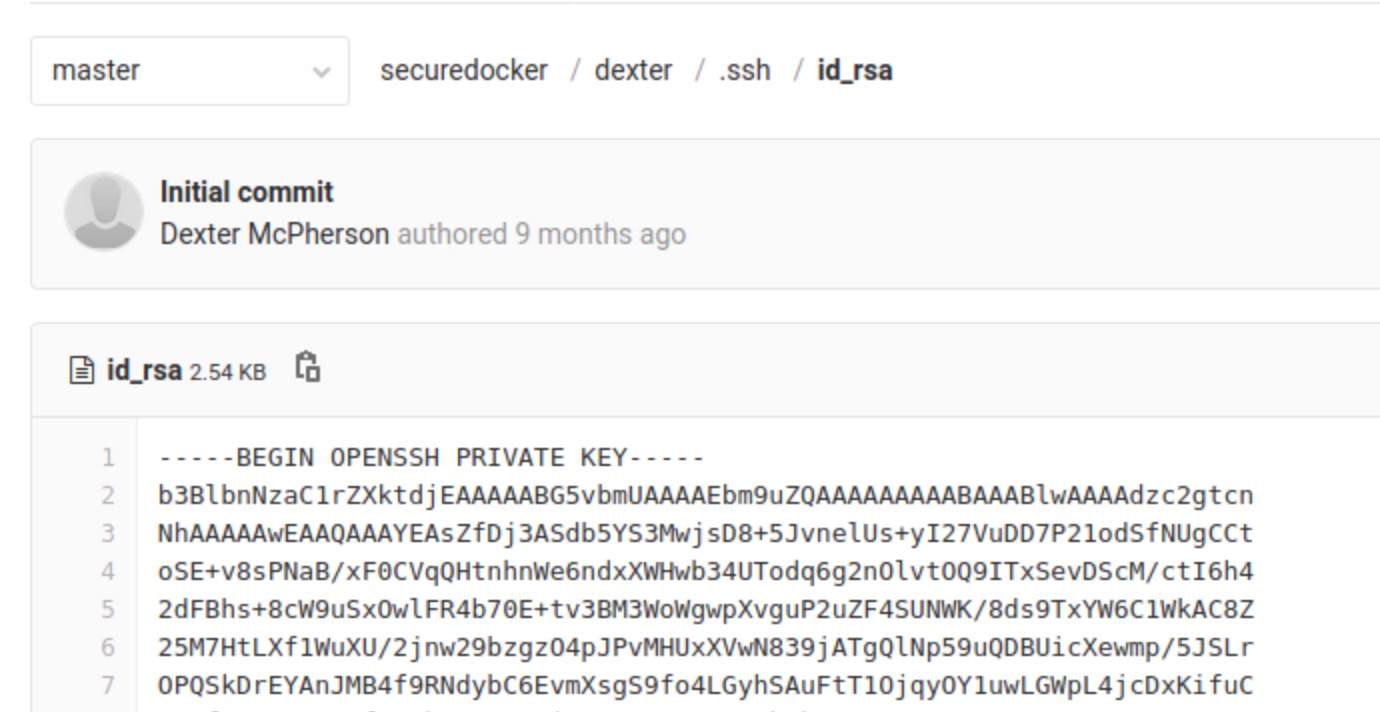 master
securedocker / dexter / .ssh / id_rsa
Initial commit
Dexter McPherson authored 9 months ago
id_rsa 2.54 KB
1 -----BEGIN OPENSSH PRIVATE KEY-----
2 b3BlbnNzaC1rZXktdjEAAAAABG5vbmUAAAAEbm9uZQAAAAAAAAABAAABlwAAAAdzc2gtcn
3 NhAAAAAwEAAQAAAYEAsZfDj3ASdb5YS3MwjsD8+5JvnelUs+yI27VuDD7P21odSfNUgCCt
4 oSE+v8sPNaB/xF0CVqQHtnhnWe6ndxXWHwb34UTodq6g2nOlvtOQ9ITxSevDScM/ctI6h4
5 2dFBhs+8cW9uSxOwlFR4b70E+tv3BM3WoWgwpXvguP2uZF4SUNWK/8ds9TxYW6C1WkAC8Z
6 25M7HtLXf1WuXU/2jnw29bzgzO4pJPvMHUxXVwN839jATgQlNp59uQDBUicXewmp/5JSLr
7 OPQSkDrEYAnJMB4f9RNdybC6EvmXsgS9fo4LGyhSAuFtT1OjqyOY1uwLGWpL4jcDxKifuC